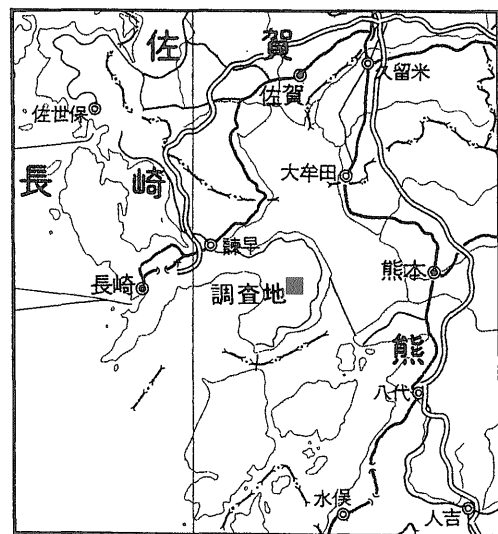 佐賀
佐賀
久留米
佐世保
大牟田
長崎
諫早
長崎
調査地
熊本
熊
八代
水俣
人吉